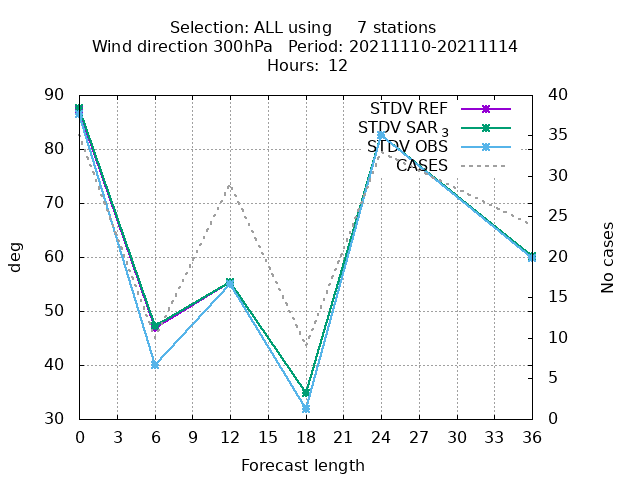 Selection: ALL using 7 stations
Wind direction 300hPa Period: 20211110-20211114
Hours: 12
90
80
70
60
50
40
30
40
35
30
25
20
15
10
5
0
STDV REF
STDV SAR3
STDV OBS
CASES
deg
No cases
0 3 6 9 12 15 18 21 24 27 30 33 36
Forecast length